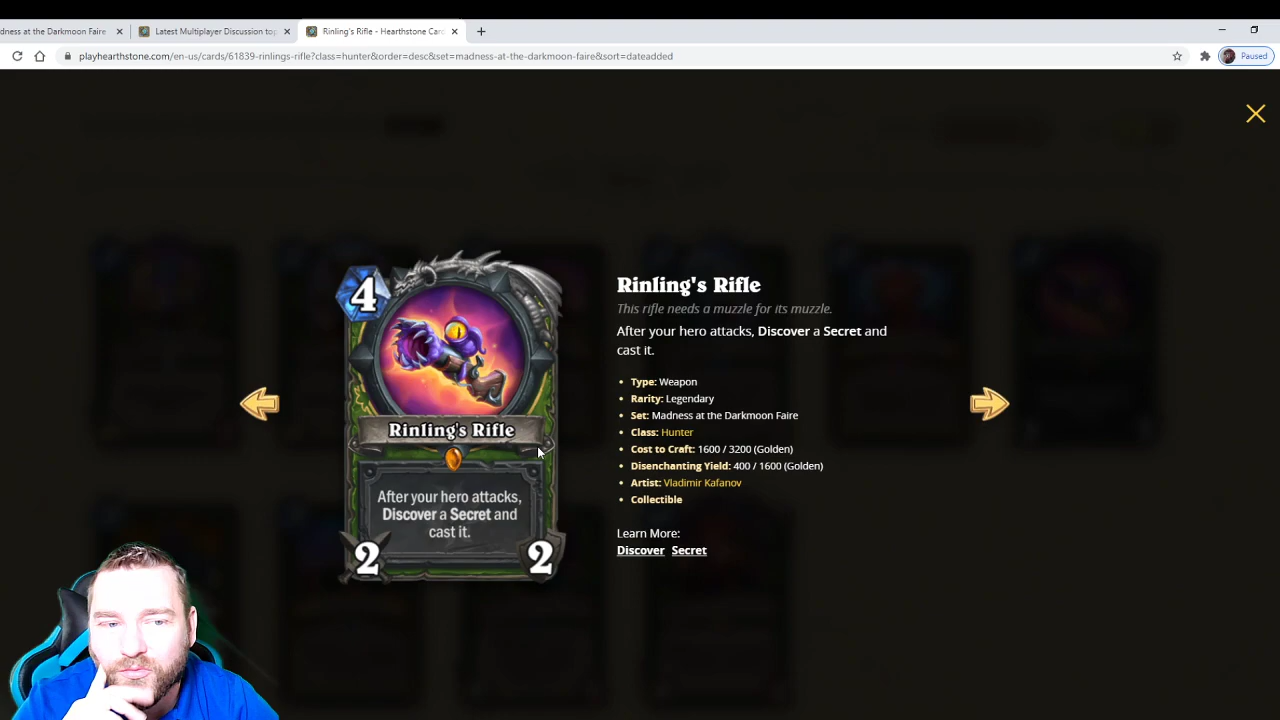 dness at the Darkmoon Faire
Latest Multiplayer Discussion top
Rinling's Rifle - Hearthstone Card
playhearthstone.com/en-us/cards/61839-rinlings-rifle?class=hunter&order=desc&set=madness-at-the-darkmoon-faire&sort=dateadded
Paused
4
Rinling's Rifle
After your hero attacks,
Discover a Secret and
cast it.
2
2
Rinling's Rifle
This rifle needs a muzzle for its muzzle.
After your hero attacks, Discover a Secret and
cast it.
Type: Weapon
Rarity: Legendary
Set: Madness at the Darkmoon Faire
Class: Hunter
Cost to Craft: 1600 / 3200 (Golden)
Disenchanting Yield: 400 / 1600 (Golden)
Artist: Vladimir Kafanov
Collectible
Learn More:
Discover Secret